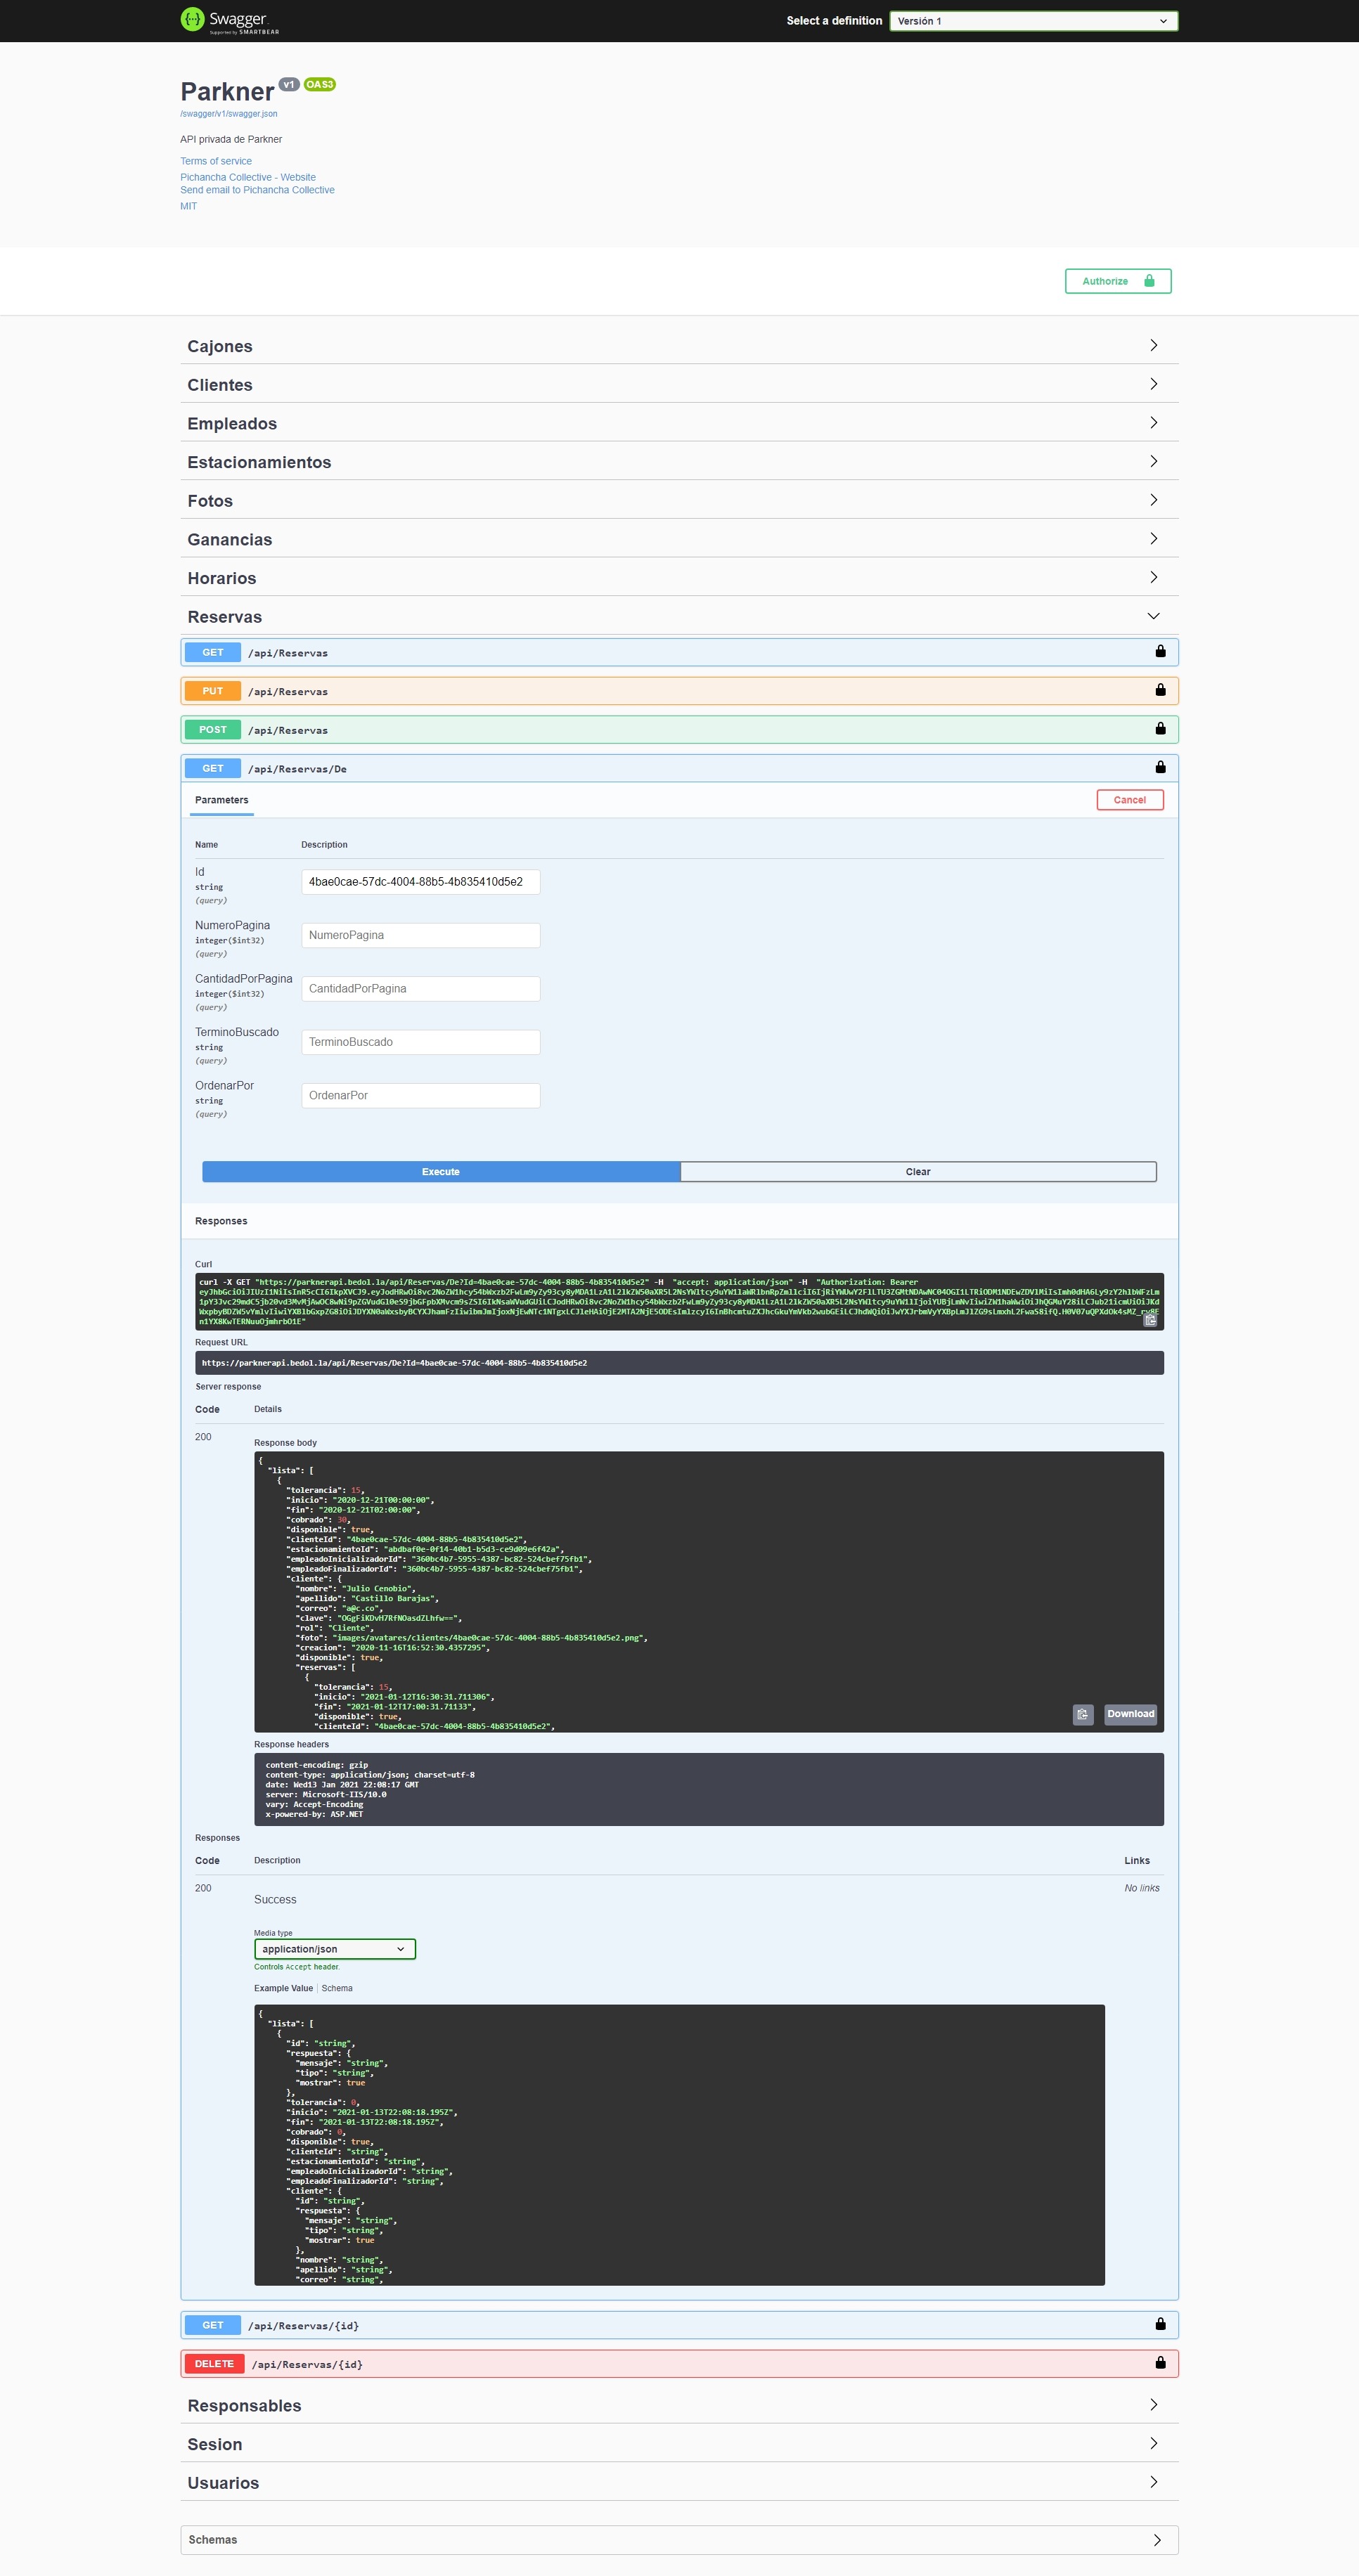 Swagger
Supported by SMARTBEAR
Select a definition
Versión 1
Parkner v1 OAS3
/swagger/v1/swagger.json
API privada de Parkner
Terms of service
Pichancha Collective - Website
Send email to Pichancha Collective
MIT
Authorize
Cajones
Clientes
Empleados
Estacionamientos
Fotos
Ganancias
Horarios
Reservas
GET /api/Reservas
PUT /api/Reservas
POST /api/Reservas
GET /api/Reservas/De
Parameters
Cancel
Name Description
Id
string
(query)
4bae0cae-57dc-4004-88b5-4b835410d5e2
NumeroPagina
integer($int32)
(query)
NumeroPagina
CantidadPorPagina
integer($int32)
(query)
CantidadPorPagina
TerminoBuscado
string
(query)
TerminoBuscado
OrdenarPor
string
(query)
OrdenarPor
Execute
Clear
Responses
Curl
curl -X GET "https://parknerapi.bedol.la/api/Reservas/De?Id=4bae0cae-57dc-4004-88b5-4b835410d5e2" -H "accept: application/json" -H "Authorization: Bearer
Request URL
https://parknerapi.bedol.la/api/Reservas/De?Id=4bae0cae-57dc-4004-88b5-4b835410d5e2
Server response
Code Details
200
Response body
{
"lista": [
{
"tolerancia": 15,
"inicio": "2020-12-21T00:00:00",
"fin": "2020-12-21T02:00:00",
"cobrado": 30,
"disponible": true,
"clienteId": "4bae0cae-57dc-4004-88b5-4b835410d5e2",
"estacionamientoId": "abdbaf0e-0f14-40b1-b5d3-ce9d09e6f42a",
"empleadoInicializadorId": "360bc4b7-5955-4387-bc82-524cbef75fb1",
"empleadoFinalizadorId": "360bc4b7-5955-4387-bc82-524cbef75fb1",
"cliente": {
"nombre": "Julio Cenobio",
"apellido": "Castillo Barajas",
"correo": "a@c.co",
"clave": "OGgFiKDvH7RfNOasdZLhfw==",
"rol": "Cliente",
"foto": "images/avatares/clientes/4bae0cae-57dc-4004-88b5-4b835410d5e2.png",
"creacion": "2020-11-16T16:52:30.4357295",
"disponible": true,
"reservas": [
{
"tolerancia": 15,
"inicio": "2021-01-12T16:30:31.711306",
"fin": "2021-01-12T17:00:31.71133",
"disponible": true,
"clienteId": "4bae0cae-57dc-4004-88b5-4b835410d5e2",
Download
Response headers
content-encoding: gzip
content-type: application/json; charset=utf-8
date: Wed13 Jan 2021 22:08:17 GMT
server: Microsoft-IIS/10.0
vary: Accept-Encoding
x-powered-by: ASP.NET
Responses
Code Description Links
200
Success
No links
Media type
application/json
Controls Accept header.
Example Value Schema
{
"lista": [
{
"id": "string",
"respuesta": {
"mensaje": "string",
"tipo": "string",
"mostrar": true
},
"tolerancia": 0,
"inicio": "2021-01-13T22:08:18.195Z",
"fin": "2021-01-13T22:08:18.195Z",
"cobrado": 0,
"disponible": true,
"clienteId": "string",
"estacionamientoId": "string",
"empleadoInicializadorId": "string",
"empleadoFinalizadorId": "string",
"cliente": {
"id": "string",
"respuesta": {
"mensaje": "string",
"tipo": "string",
"mostrar": true
},
"nombre": "string",
"apellido": "string",
"correo": "string",
GET /api/Reservas/{id}
DELETE /api/Reservas/{id}
Responsables
Sesion
Usuarios
Schemas